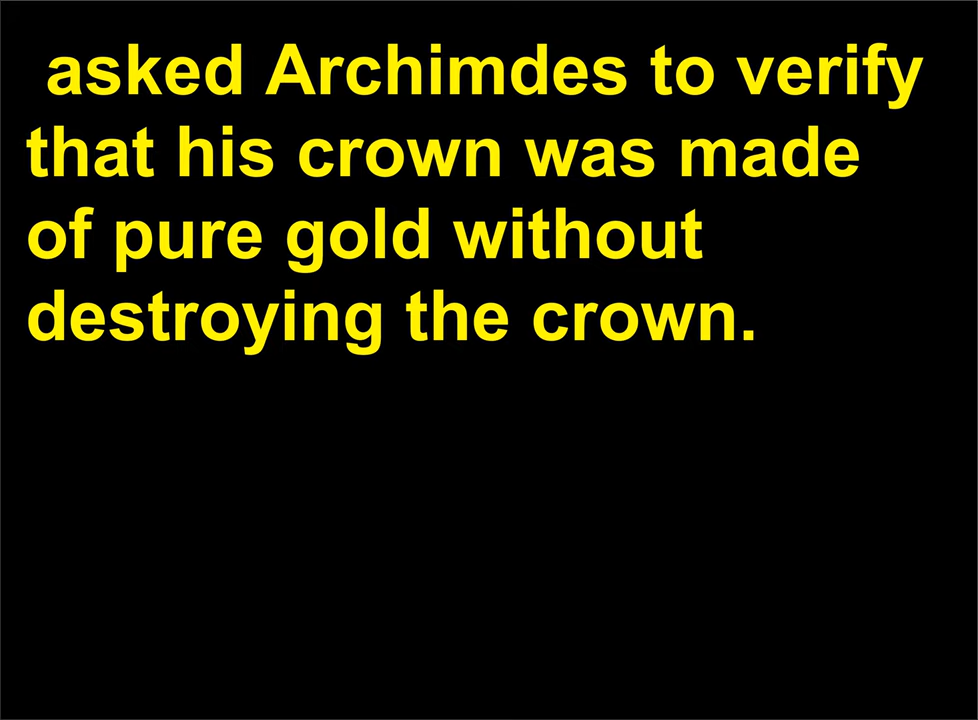 asked Archimdes to verify
that his crown was made
of pure gold without
destroying the crown.